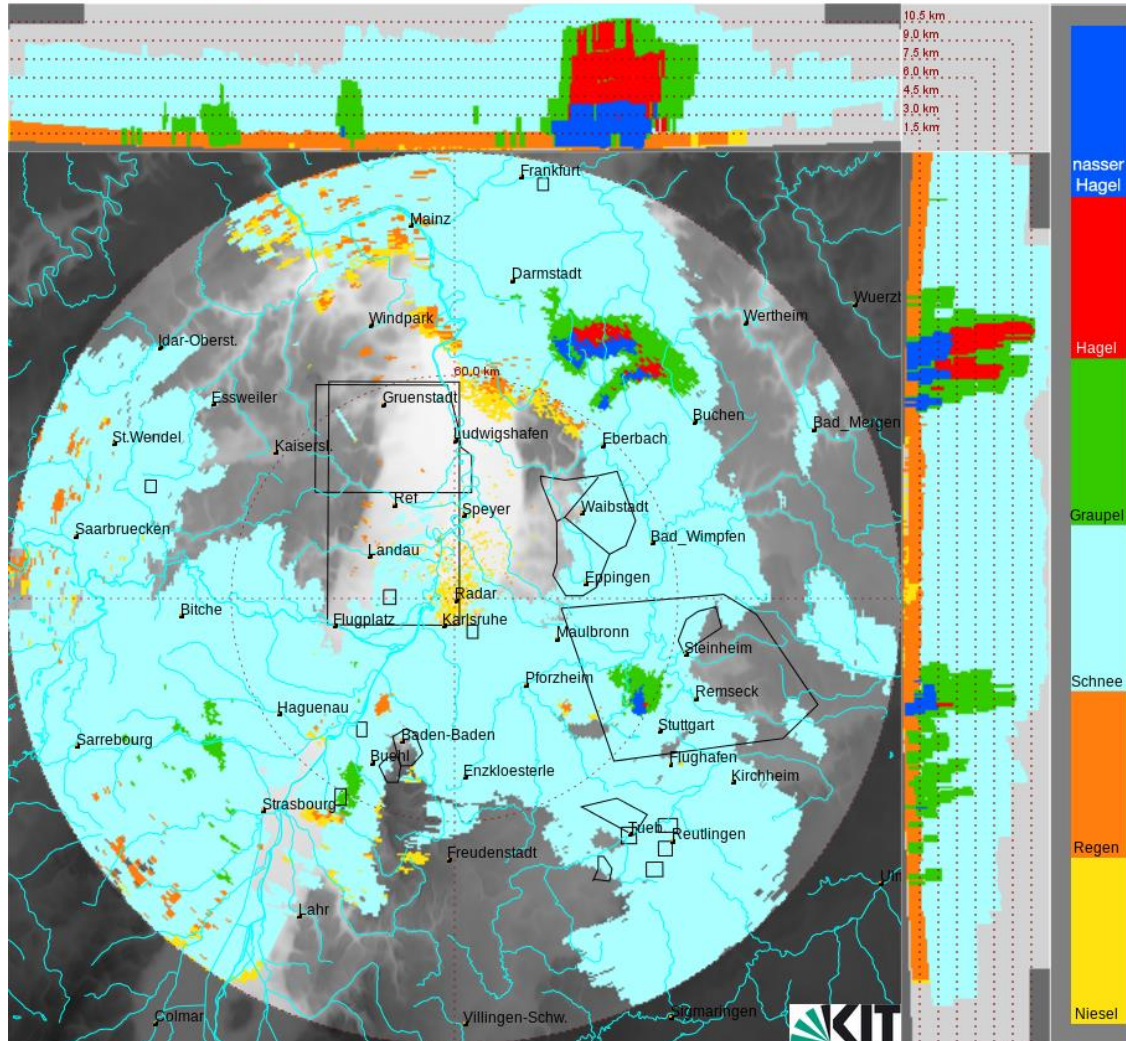 10.5 km
9.0 km
7.5 km
6.0 km
4.5 km
3.0 km
1.5 km
nasser
Hagel
Hagel
Graupel
Schnee
Regen
Niesel
Frankfurt
Mainz
Darmstadt
Wuerzb
Windpark
Wertheim
Idar-Oberst.
60.0 km
Essweiler
Gruenstadt
Buchen
Bad_Mergen
St.Wendel
Kaiserst.
Ludwigshafen
Eberbach
Ref
Speyer
Waibstadt
Saarbruecken
Bad_Wimpfen
Landau
Eppingen
Radar
Bitche
Flugplatz
Karlsruhe
Maulbronn
Steinheim
Pforzheim
Remseck
Haguenau
Stuttgart
Sarrebourg
Baden-Baden
Buehl
Flughafen
Enzkloesterle
Kirchheim
Strasbourg
Tueb.
Reutlingen
Freudenstadt
Ulm
Lahr
Colmar
Villingen-Schw.
Sigmaringen
KIT